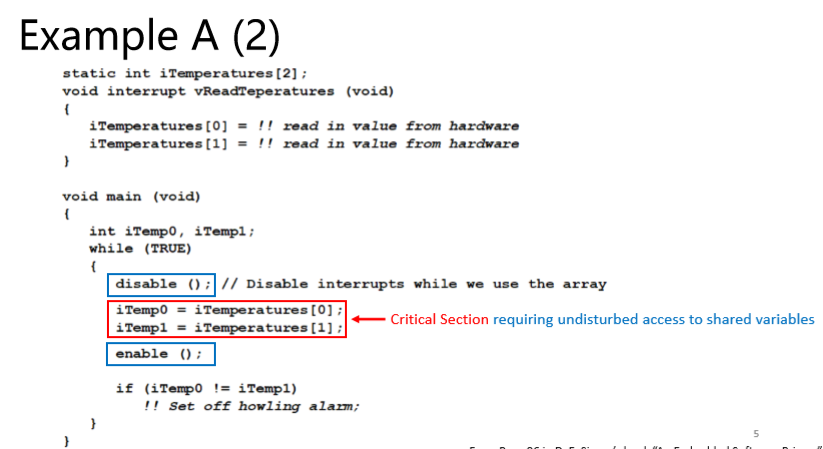 Example A (2)
static int iTemperatures[2];
void interrupt vReadTeperatures (void)
{
iTemperatures[0] = !! read in value from hardware
iTemperatures[1] = !! read in value from hardware
}
void main (void)
{
int iTemp0, iTemp1;
while (TRUE)
{
disable (); // Disable interrupts while we use the array
iTemp0 = iTemperatures[0];
iTemp1 = iTemperatures[1];
Critical Section requiring undisturbed access to shared variables
enable ();
if (iTemp0 != iTemp1)
!! Set off howling alarm;
}
}
5